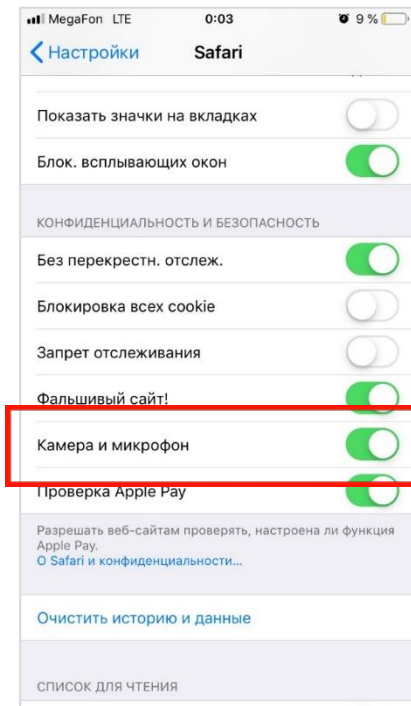 MegaFon LTE 0:03 9 %
Настройки Safari
Показать значки на вкладках
Блок. всплывающих окон
КОНФИДЕНЦИАЛЬНОСТЬ И БЕЗОПАСНОСТЬ
Без перекрестн. отслеж.
Блокировка всех cookie
Запрет отслеживания
Фальшивый сайт!
Камера и микрофон
Проверка Apple Pay
Разрешать веб-сайтам проверять, настроена ли функция
Apple Pay.
О Safari и конфиденциальности...
Очистить историю и данные
СПИСОК ДЛЯ ЧТЕНИЯ